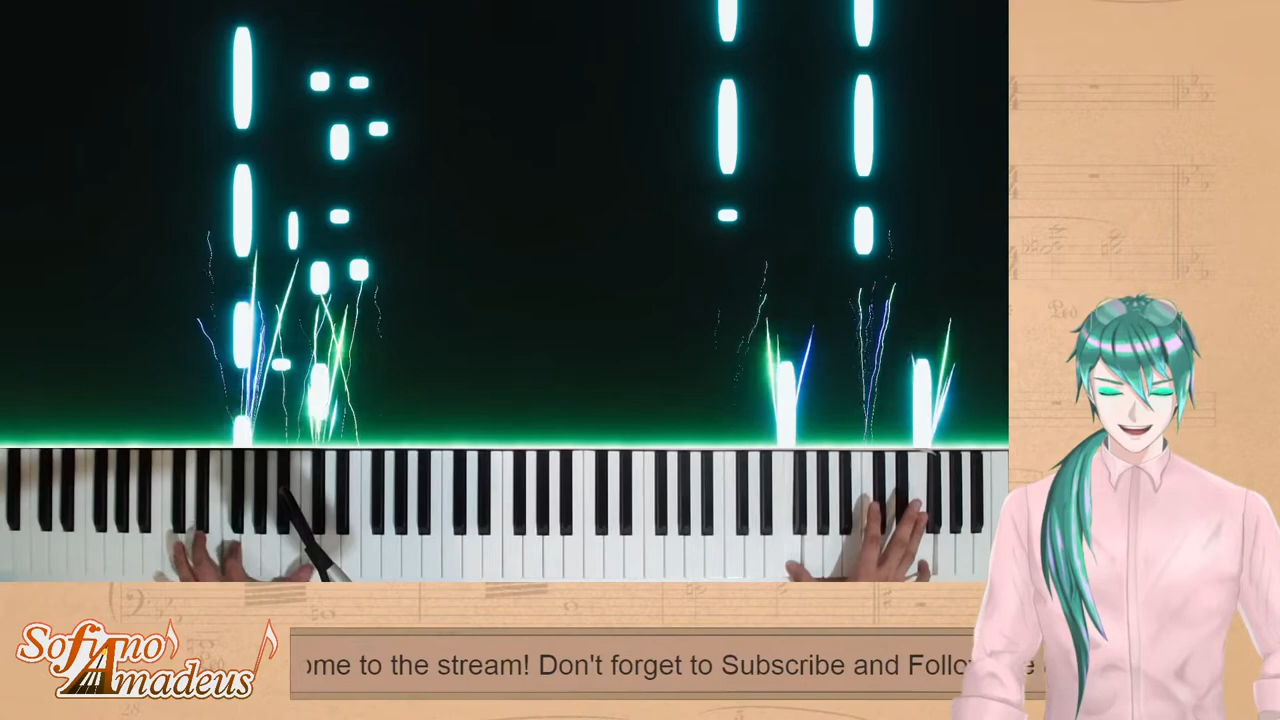 Sofiano
Amadeus
ome to the stream! Don't forget to Subscribe and Follo